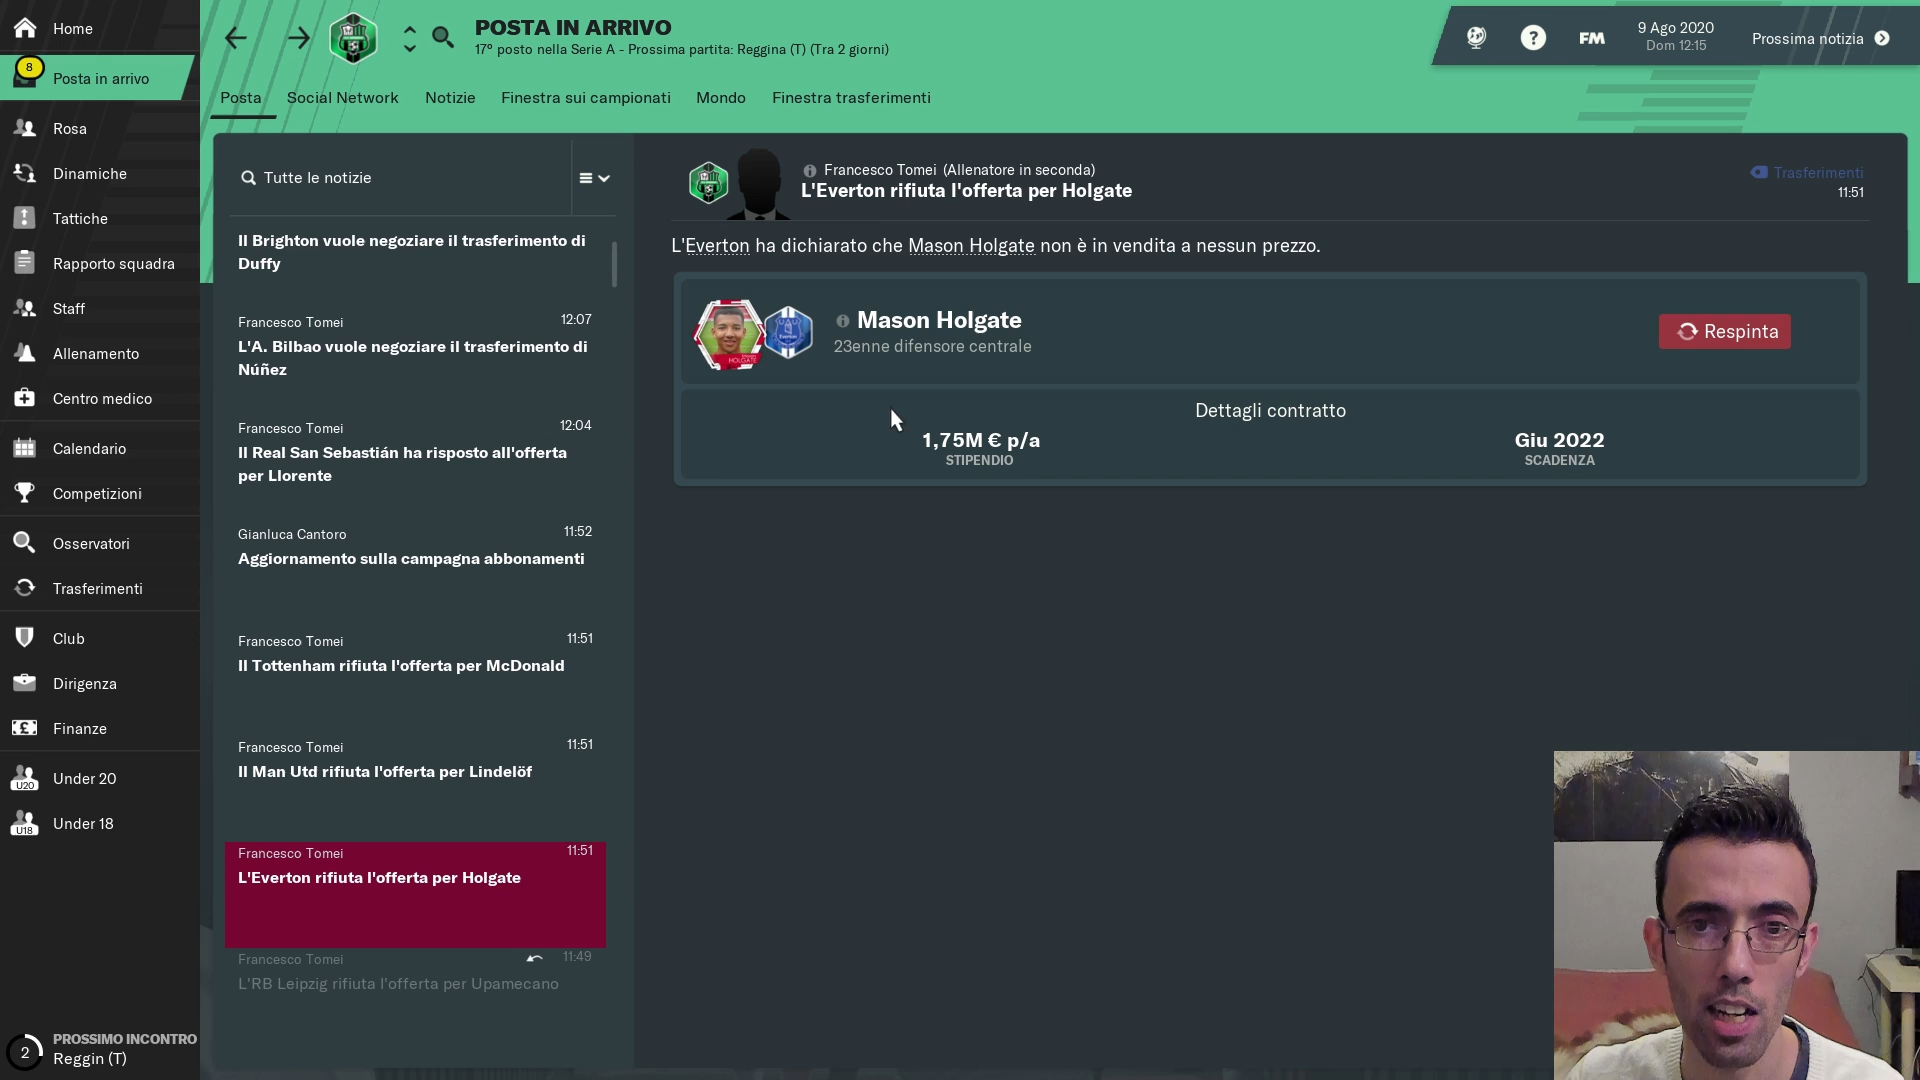 Home
8
Posta in arrivo
Rosa
Dinamiche
Tattiche
Rapporto squadra
Staff
Allenamento
Centro medico
Calendario
Competizioni
Osservatori
Trasferimenti
Club
Dirigenza
Finanze
U20
Under 20
U18
Under 18
2
PROSSIMO INCONTRO
Reggin (T)
POSTA IN ARRIVO
17° posto nella Serie A - Prossima partita: Reggina (T) (Tra 2 giorni)
FM
9 Ago 2020
Dom 12:15
Prossima notizia
Posta Social Network Notizie Finestra sui campionati Mondo Finestra trasferimenti
Tutte le notizie
Il Brighton vuole negoziare il trasferimento di
Duffy
Francesco Tomei 12:07
L'A. Bilbao vuole negoziare il trasferimento di
Núñez
Francesco Tomei 12:04
Il Real San Sebastián ha risposto all'offerta
per Llorente
Gianluca Cantoro 11:52
Aggiornamento sulla campagna abbonamenti
Francesco Tomei 11:51
Il Tottenham rifiuta l'offerta per McDonald
Francesco Tomei 11:51
Il Man Utd rifiuta l'offerta per Lindelöf
Francesco Tomei 11:51
L'Everton rifiuta l'offerta per Holgate
Francesco Tomei 11:49
L'RB Leipzig rifiuta l'offerta per Upamecano
Francesco Tomei (Allenatore in seconda)
L'Everton rifiuta l'offerta per Holgate
Trasferimenti
11:51
L'Everton ha dichiarato che Mason Holgate non è in vendita a nessun prezzo.
HOLGATE
Everton
Mason Holgate
23enne difensore centrale
Respinta
Dettagli contratto
1,75M € p/a
STIPENDIO
Giu 2022
SCADENZA